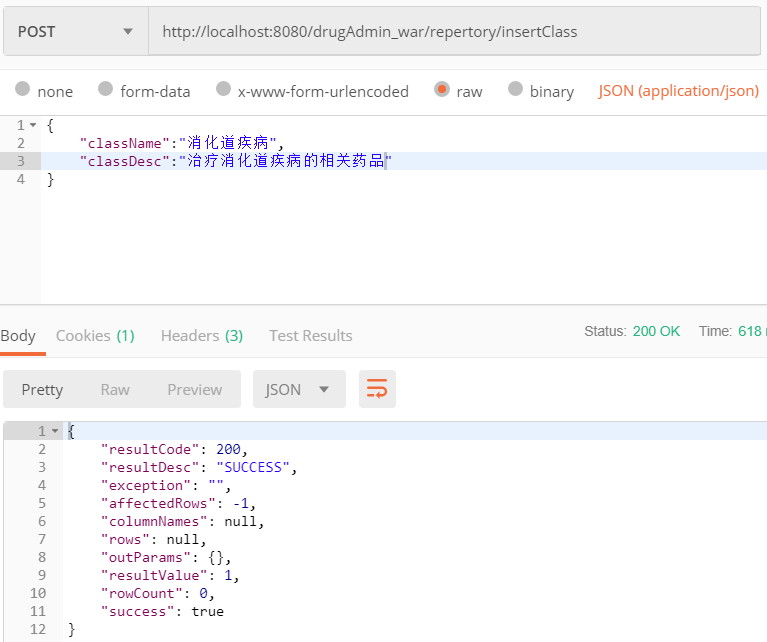 POST http://localhost:8080/drugAdmin_war/repertory/insertClass
none form-data x-www-form-urlencoded raw binary JSON (application/json)
1 {
2 "className":"消化道疾病",
3 "classDesc":"治疗消化道疾病的相关药品"
4 }
Body Cookies (1) Headers (3) Test Results Status: 200 OK Time: 618
Pretty Raw Preview JSON
1 {
2 "resultCode": 200,
3 "resultDesc": "SUCCESS",
4 "exception": "",
5 "affectedRows": -1,
6 "columnNames": null,
7 "rows": null,
8 "outParams": {},
9 "resultValue": 1,
10 "rowCount": 0,
11 "success": true
12 }